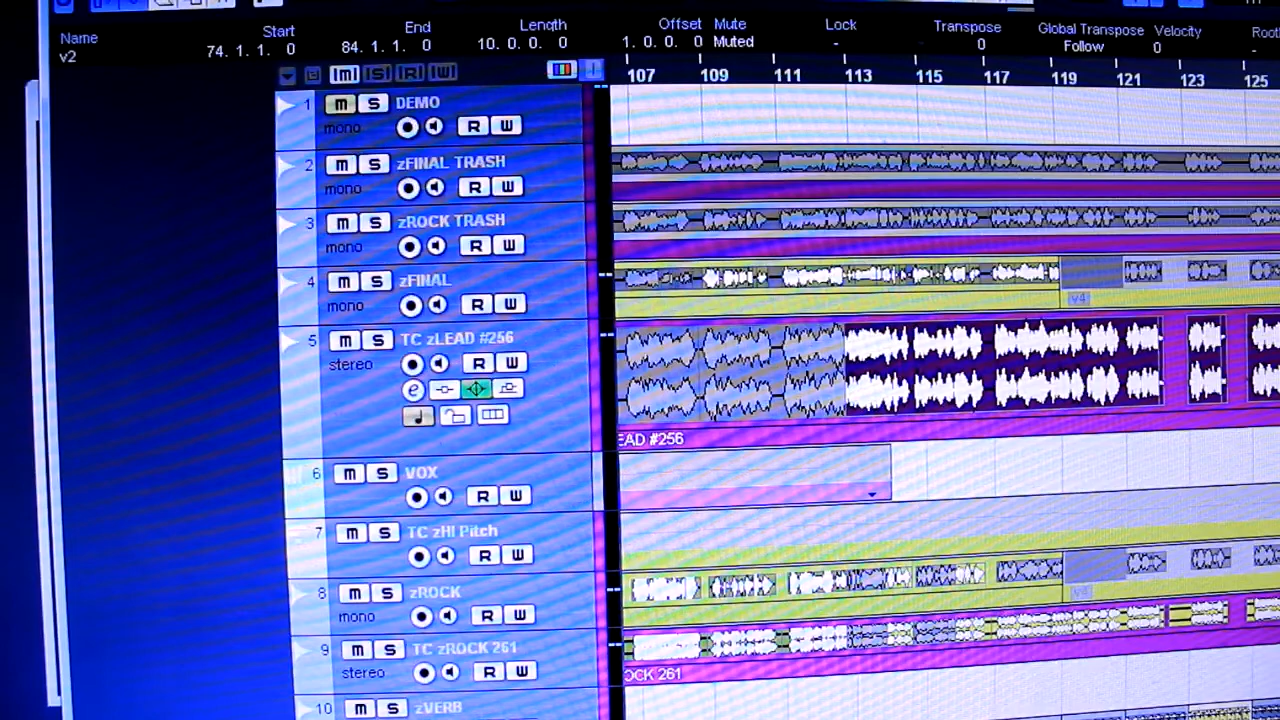 Name Start End Length Offset Mute Lock Transpose Global Transpose Velocity Root
v2 74. 1. 1. 0 84. 1. 1. 0 10. 0. 0. 0 1. 0. 0. 0 Muted - 0 Follow 0 -
[m] [S] [R] [W] 107 109 111 113 115 117 119 121 123 125
1 m S DEMO
mono R W
2 m S zFINAL TRASH
mono R W
3 m S zROCK TRASH
mono R W
4 m S zFINAL
mono R W
v4
5 m S TC zLEAD #256
stereo R W
e
EAD #256
6 m S VOX
R W
7 m S TC zHI Pitch
R W
8 m S zROCK
mono R W
9 m S TC zROCK 261
stereo R W
OCK 261
10 m S zVERB